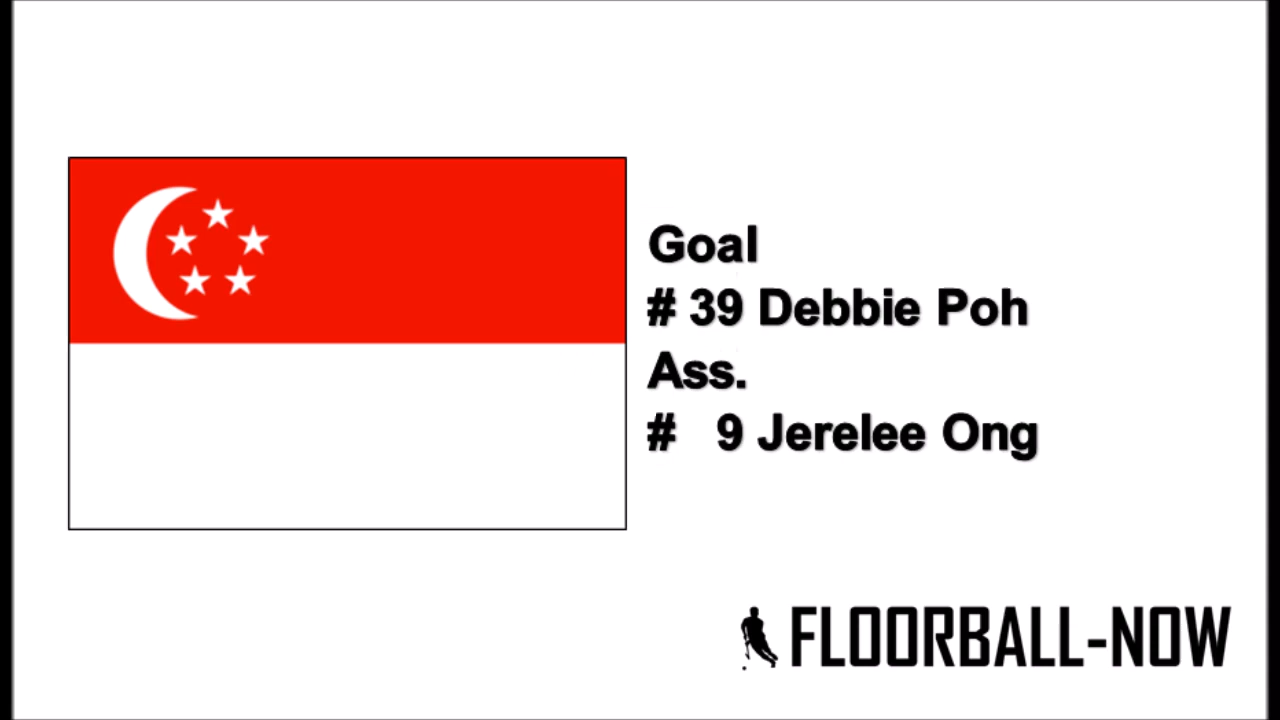 Goal
# 39 Debbie Poh
Ass.
# 9 Jerelee Ong
FLOORBALL-NOW